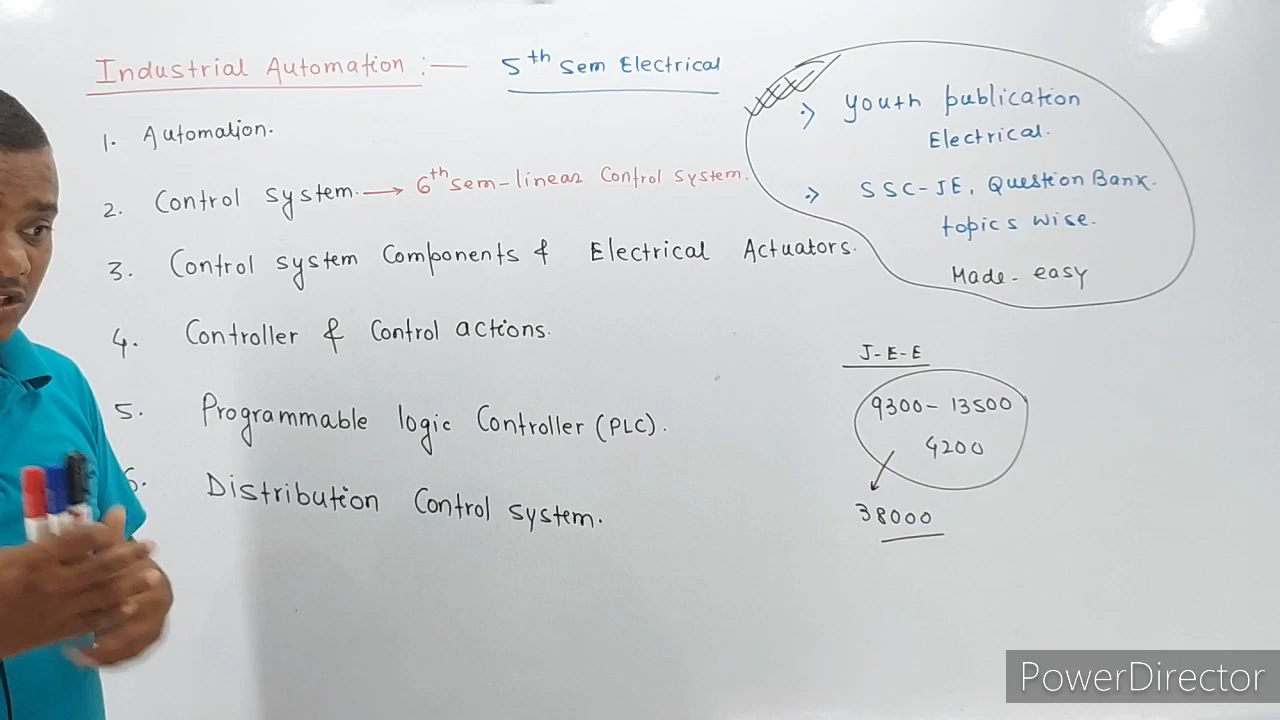 Industrial Automation :— 5th Sem Electrical
1. Automation.
2. Control system. → 6th sem-linear Control system.
3. Control system Components & Electrical Actuators.
4. Controller & Control actions.
5. Programmable logic Controller (PLC).
6. Distribution Control system.
:) Youth publication
Electrical.
:) SSC-JE, Question Bank.
topics wise.
Made-easy
J-E-E
9300-13500
4200
38000
PowerDirector